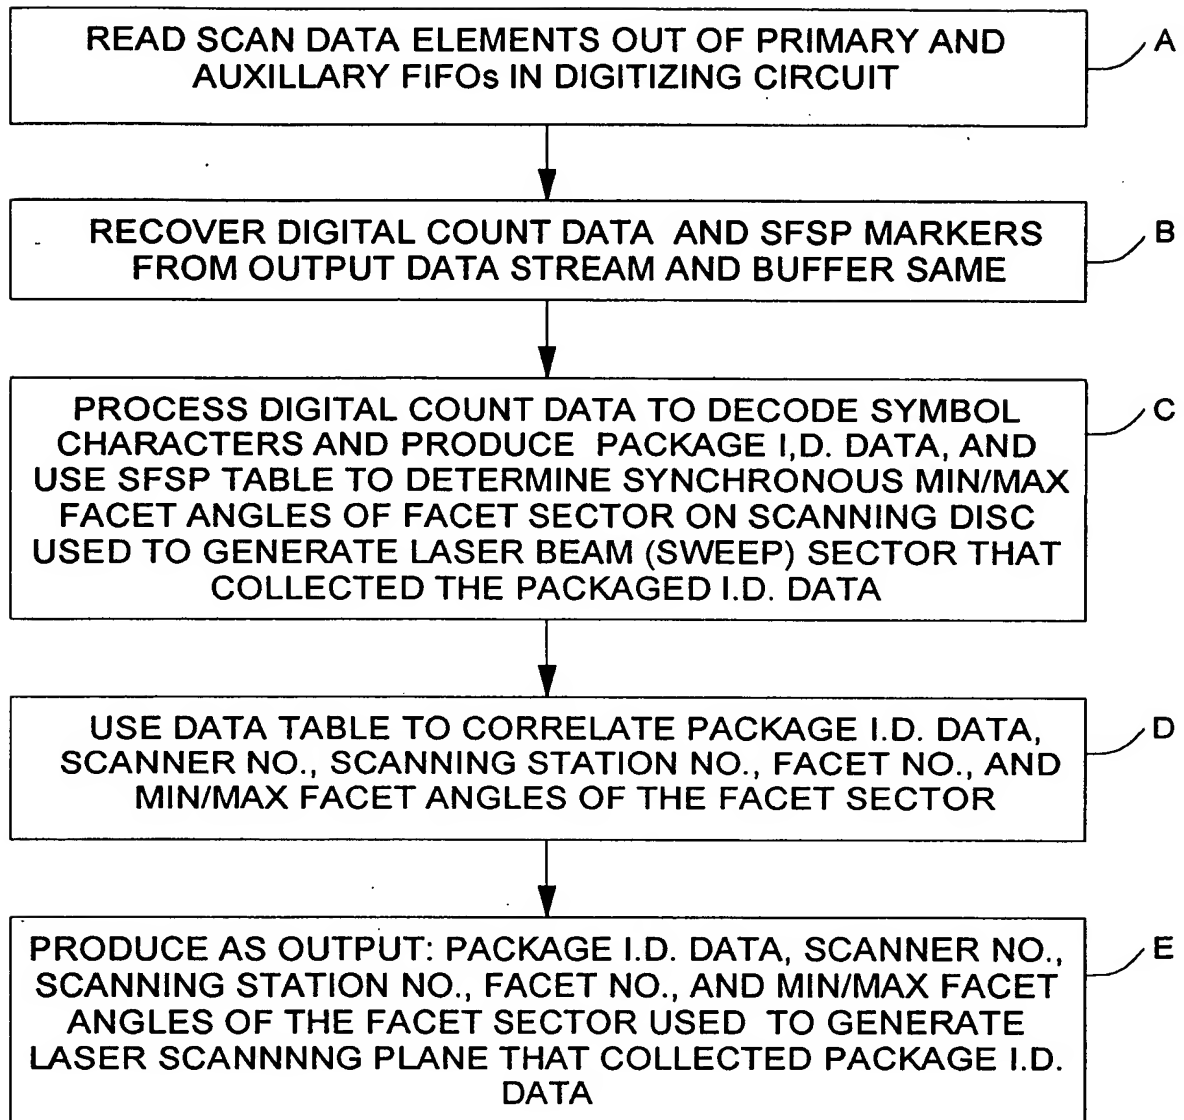 READ SCAN DATA ELEMENTS OUT OF PRIMARY AND
AUXILLARY FIFOs IN DIGITIZING CIRCUIT
A
RECOVER DIGITAL COUNT DATA AND SFSP MARKERS
FROM OUTPUT DATA STREAM AND BUFFER SAME
B
PROCESS DIGITAL COUNT DATA TO DECODE SYMBOL
CHARACTERS AND PRODUCE PACKAGE I,D. DATA, AND
USE SFSP TABLE TO DETERMINE SYNCHRONOUS MIN/MAX
FACET ANGLES OF FACET SECTOR ON SCANNING DISC
USED TO GENERATE LASER BEAM (SWEEP) SECTOR THAT
COLLECTED THE PACKAGED I.D. DATA
C
USE DATA TABLE TO CORRELATE PACKAGE I.D. DATA,
SCANNER NO., SCANNING STATION NO., FACET NO., AND
MIN/MAX FACET ANGLES OF THE FACET SECTOR
D
PRODUCE AS OUTPUT: PACKAGE I.D. DATA, SCANNER NO.,
SCANNING STATION NO., FACET NO., AND MIN/MAX FACET
ANGLES OF THE FACET SECTOR USED TO GENERATE
LASER SCANNNNG PLANE THAT COLLECTED PACKAGE I.D.
DATA
E